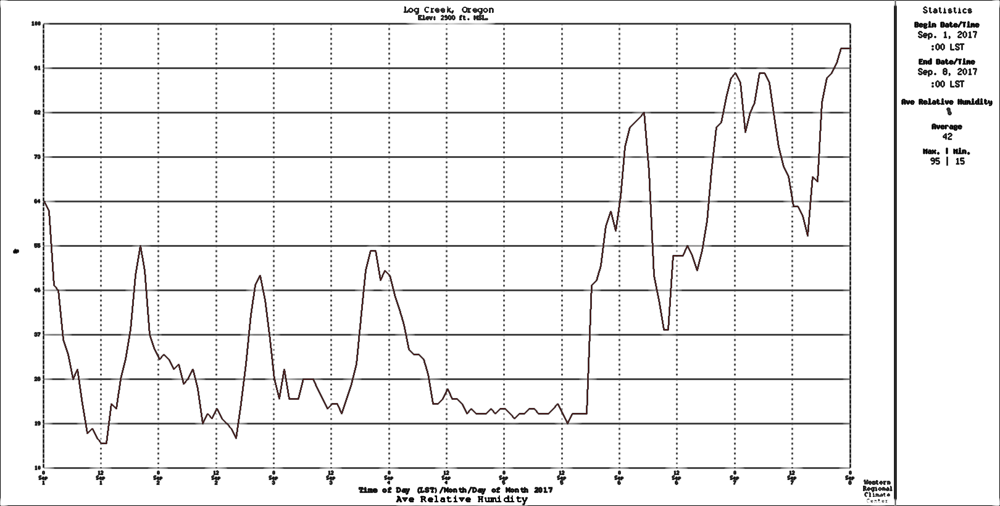 Log Creek, Oregon
Elev: 2500 ft. MSL.
100
91
82
73
64
55
46
37
28
19
10
%
0 12 0 12 0 12 0 12 0 12 0 12 0 12 0
Sep Sep Sep Sep Sep Sep Sep Sep Sep Sep Sep Sep Sep Sep Sep
1 1 2 2 3 3 4 4 5 5 6 6 7 7 8
Time of Day (LST)/Month/Day of Month 2017
Ave Relative Humidity
Western
Regional
Climate
Center
Statistics
Begin Date/Time
Sep. 1, 2017
:00 LST
End Date/Time
Sep. 8, 2017
:00 LST
Ave Relative Humidity
%
Average
42
Max. | Min.
95 | 15